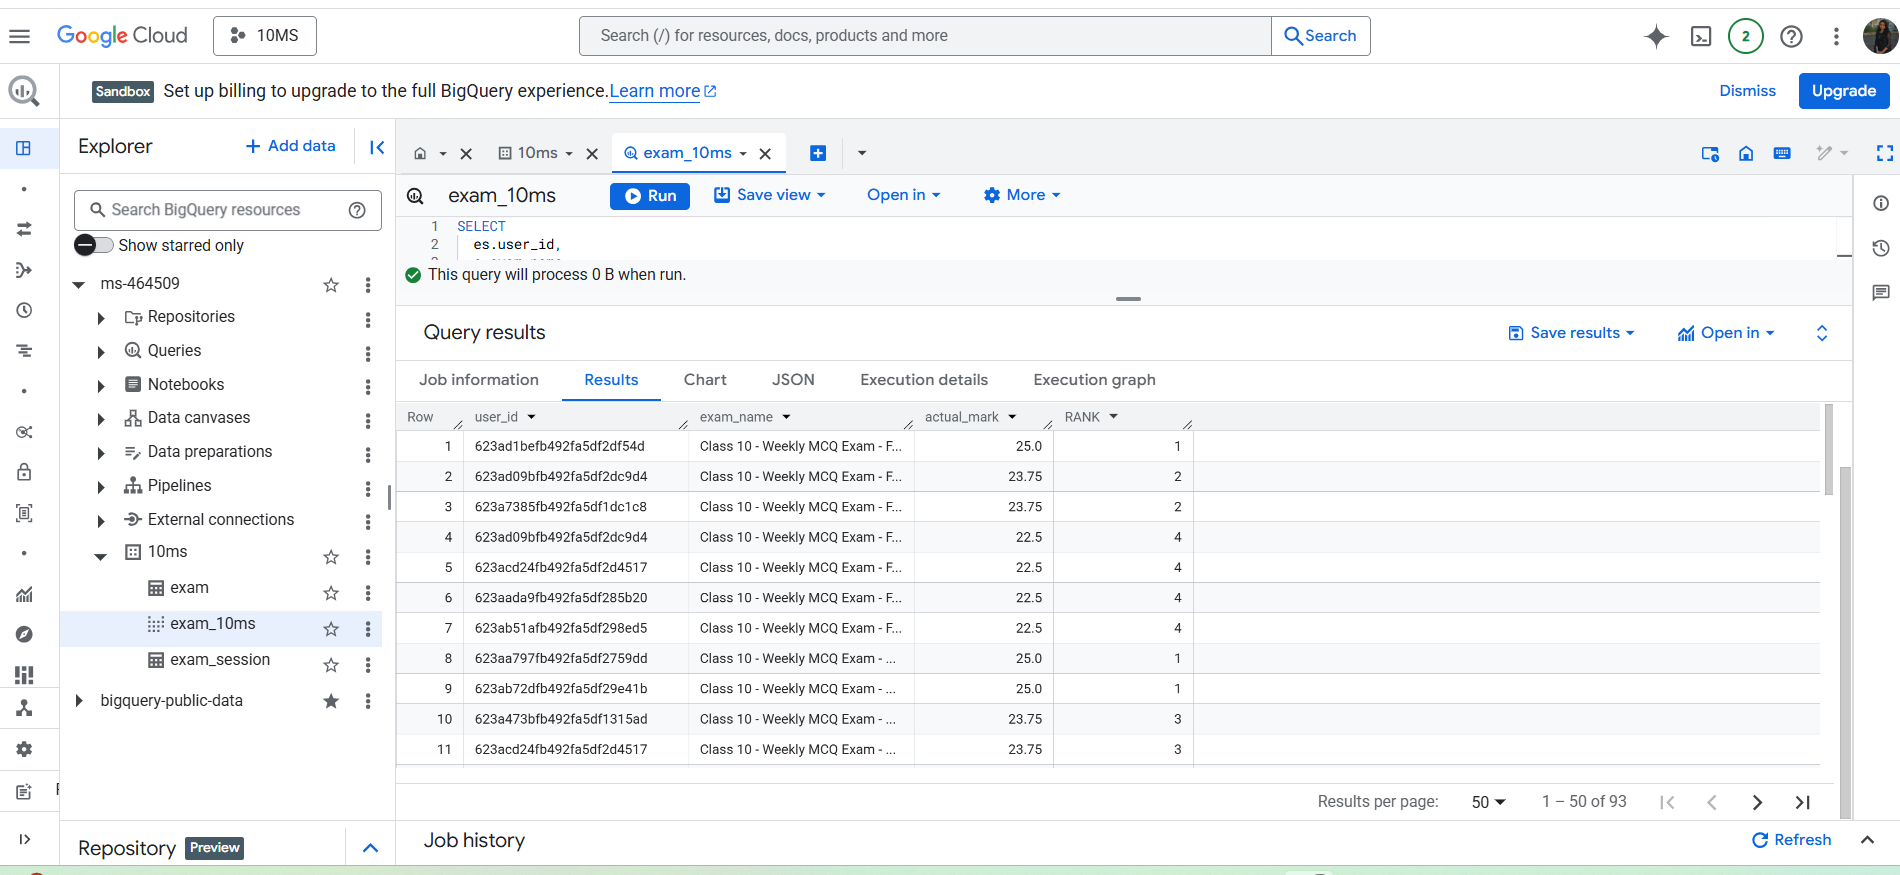 Google Cloud
10MS
Search (/) for resources, docs, products and more
Search
2
Sandbox
Set up billing to upgrade to the full BigQuery experience. Learn more
Dismiss
Upgrade
Explorer
+ Add data
Search BigQuery resources
Show starred only
ms-464509
Repositories
Queries
Notebooks
Data canvases
Data preparations
Pipelines
External connections
10ms
exam
exam_10ms
exam_session
bigquery-public-data
Repository
Preview
10ms
exam_10ms
exam_10ms
Run
Save view
Open in
More
1 SELECT
2 es.user_id,
This query will process 0 B when run.
Query results
Save results
Open in
Job information
Results
Chart
JSON
Execution details
Execution graph
Row user_id exam_name actual_mark RANK
1 623ad1befb492fa5df2df54d Class 10 - Weekly MCQ Exam - F... 25.0 1
2 623ad09bfb492fa5df2dc9d4 Class 10 - Weekly MCQ Exam - F... 23.75 2
3 623a7385fb492fa5df1dc1c8 Class 10 - Weekly MCQ Exam - F... 23.75 2
4 623ad09bfb492fa5df2dc9d4 Class 10 - Weekly MCQ Exam - F... 22.5 4
5 623acd24fb492fa5df2d4517 Class 10 - Weekly MCQ Exam - F... 22.5 4
6 623aada9fb492fa5df285b20 Class 10 - Weekly MCQ Exam - F... 22.5 4
7 623ab51afb492fa5df298ed5 Class 10 - Weekly MCQ Exam - F... 22.5 4
8 623aa797fb492fa5df2759dd Class 10 - Weekly MCQ Exam - ... 25.0 1
9 623ab72dfb492fa5df29e41b Class 10 - Weekly MCQ Exam - ... 25.0 1
10 623a473bfb492fa5df1315ad Class 10 - Weekly MCQ Exam - ... 23.75 3
11 623acd24fb492fa5df2d4517 Class 10 - Weekly MCQ Exam - ... 23.75 3
Results per page: 50 1 – 50 of 93
Job history
Refresh